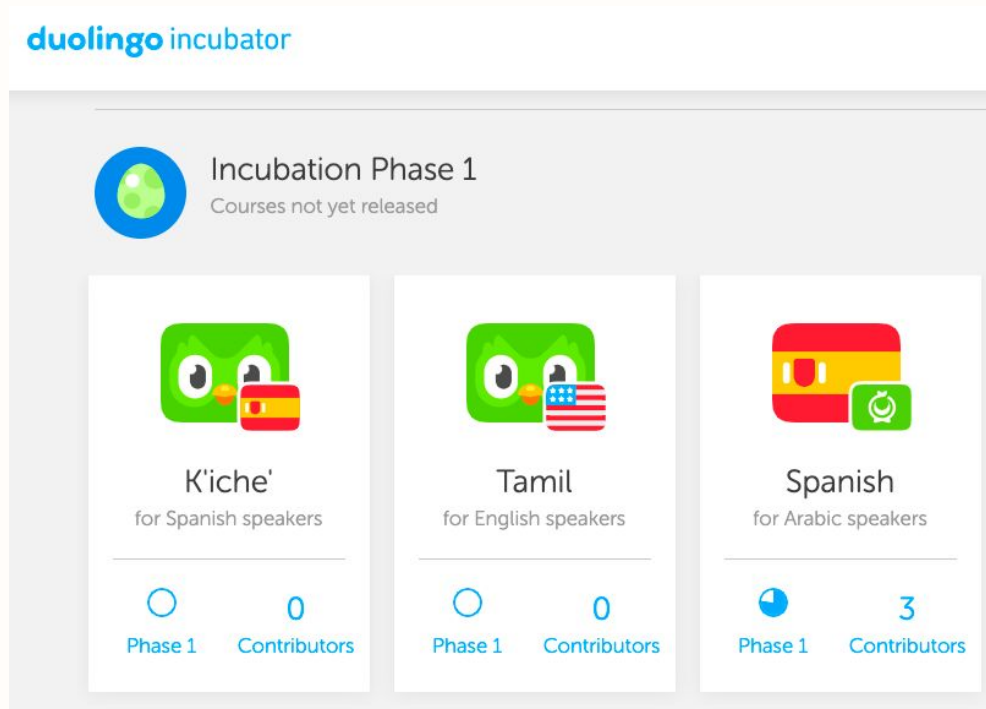 duolingo incubator
Incubation Phase 1
Courses not yet released
K'iche'
for Spanish speakers
Phase 1
0
Contributors
Tamil
for English speakers
Phase 1
0
Contributors
Spanish
for Arabic speakers
Phase 1
3
Contributors